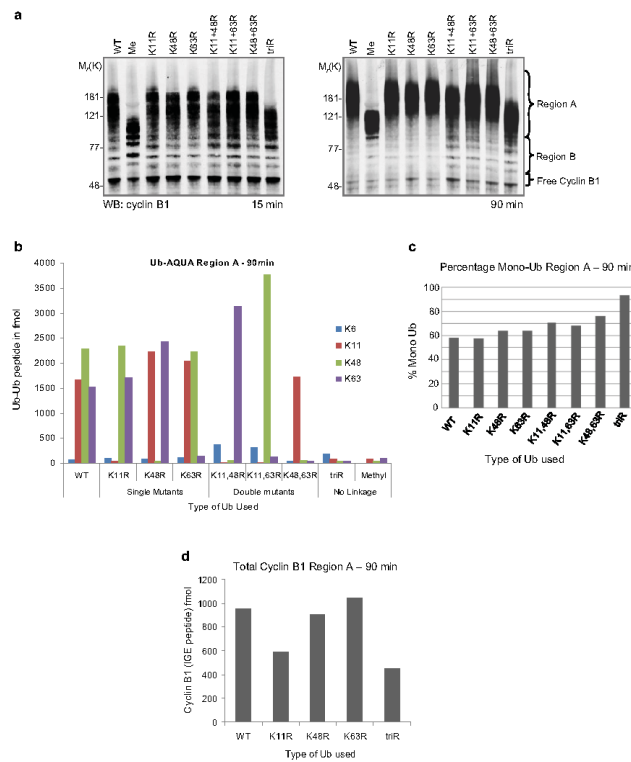 a
WT Me K11R K48R K63R K11+48R K11+63R K48+63R triR
WT Me K11R K48R K63R K11+48R K11+63R K48+63R triR
Mr(K)
181-
121-
77-
48-
WB: cyclin B1
15 min
Mr(K)
181-
121-
77-
48-
Region A
Region B
Free Cyclin B1
90 min
b
Ub-AQUA Region A - 90min
Ub-Ub peptide in fmol
4000
3500
3000
2500
2000
1500
1000
500
0
K6
K11
K48
K63
WT K11R K48R K63R K11,48R K11,63R K48,63R triR Methyl
Single Mutants Double mutants No Linkage
Type of Ub Used
c
Percentage Mono-Ub Region A – 90 min
% Mono Ub
100
80
60
40
20
0
WT K11R K48R K63R K11,48R K11,63R K48,63R triR
Type of Ub used
d
Total Cyclin B1 Region A – 90 min
Cyclin B1 (IGE peptide) fmol
1200
1000
800
600
400
200
0
WT K11R K48R K63R triR
Type of Ub used